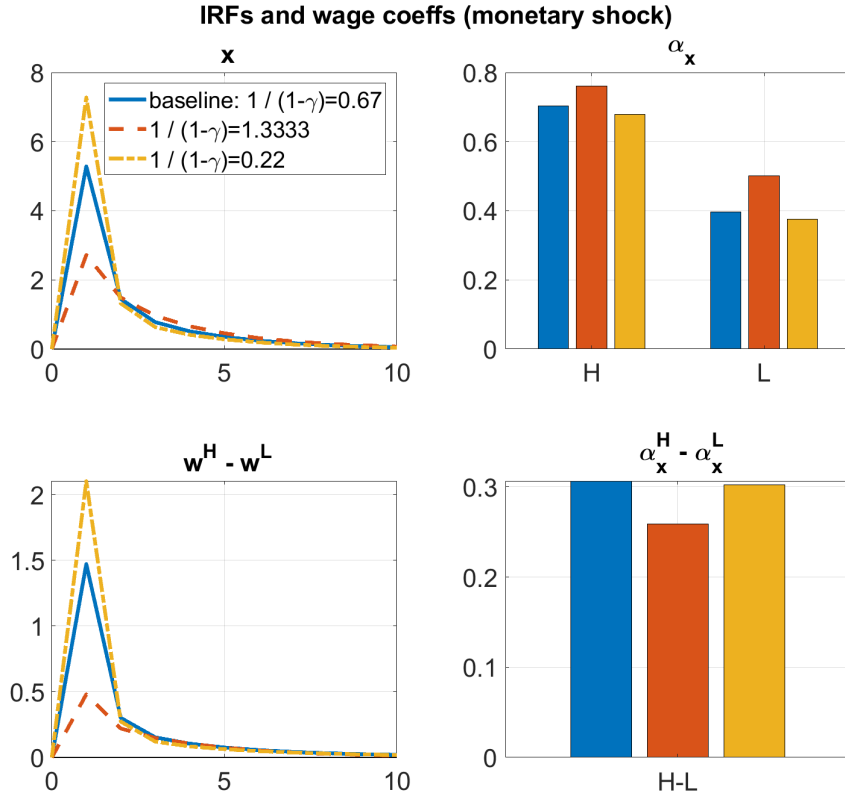 IRFs and wage coeffs (monetary shock)
x
8
6
4
2
0
0
5
10
baseline: 1 / (1-γ)=0.67
1 / (1-γ)=1.3333
1 / (1-γ)=0.22
α_x
0.8
0.6
0.4
0.2
0
H
L
w^H - w^L
2
1.5
1
0.5
0
0
5
10
α_x^H - α_x^L
0.3
0.2
0.1
0
H-L